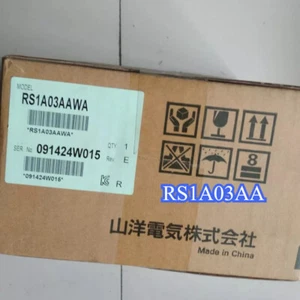 MODEL
RS1A03AAWA
*RS1A03AAWA*
QTY. 1
SER. No. 091424W015
Rev. E
*091424W015*
R
8
RS1A03AA
山洋電気株式会社
Made in China